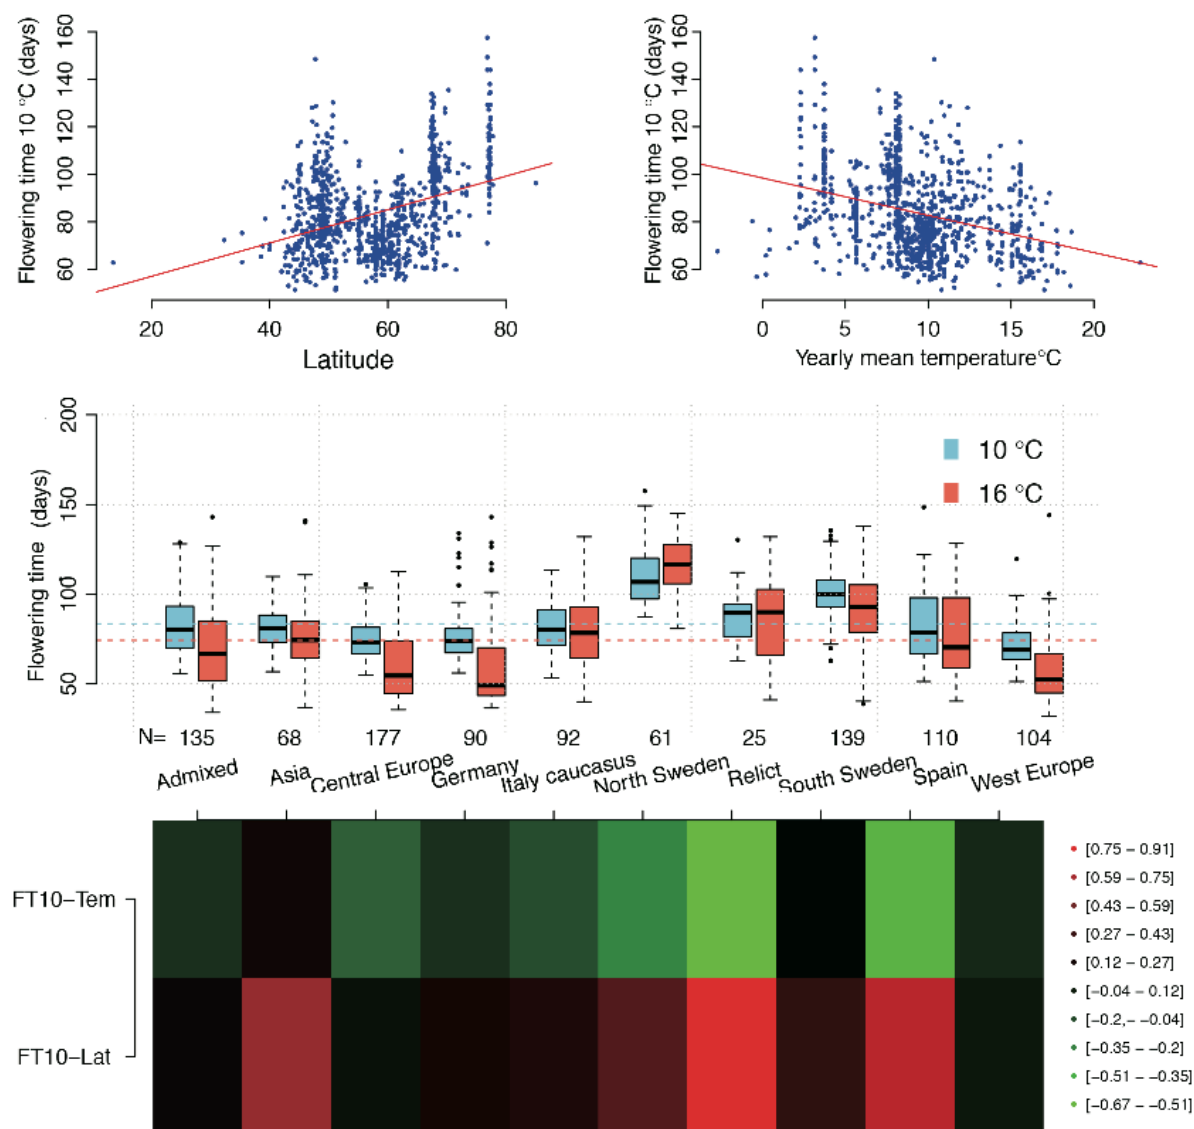 Flowering time 10 °C (days)
60
80
100
120
140
160
20
40
60
80
Latitude
Flowering time 10 °C (days)
60
80
100
120
140
160
0
5
10
15
20
Yearly mean temperature°C
Flowering time (days)
50
100
150
200
10 °C
16 °C
N= 135 68 177 90 92 61 25 139 110 104
Admixed
Asia
Central Europe
Germany
Italy caucasus
North Sweden
Relict
South Sweden
Spain
West Europe
FT10-Tem
FT10-Lat
[0.75 - 0.91]
[0.59 - 0.75]
[0.43 - 0.59]
[0.27 - 0.43]
[0.12 - 0.27]
[-0.04 - 0.12]
[-0.2,- -0.04]
[-0.35 - -0.2]
[-0.51 - -0.35]
[-0.67 - -0.51]